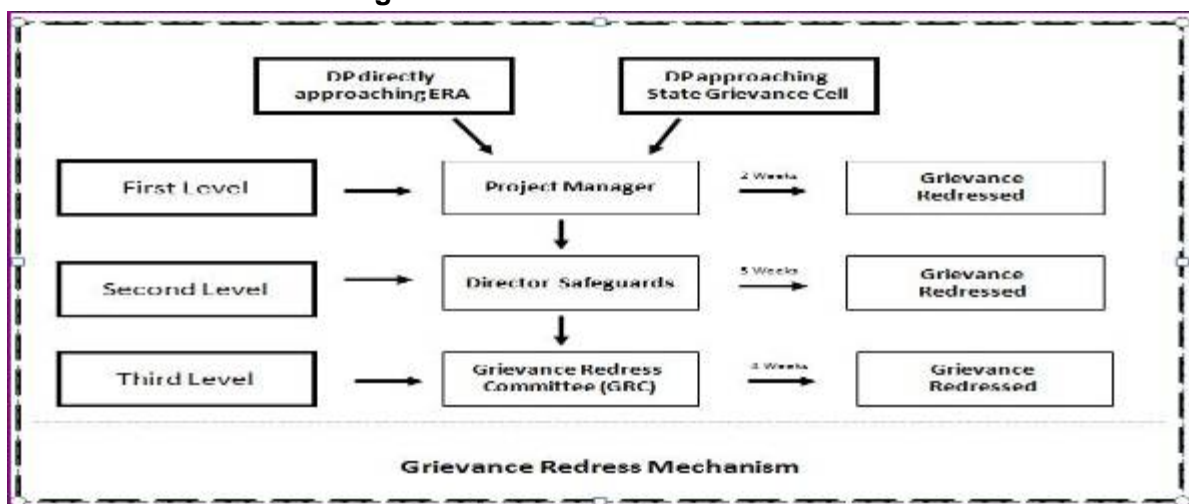 DP directly
approaching ERA
DP approaching
State Grievance Cell
First Level
Project Manager
2 Weeks
Grievance
Redressed
Second Level
Director Safeguards
Weeks
Grievance
Redressed
Third Level
Grievance Redress
Committee (GRC)
Weeks
Grievance
Redressed
Grievance Redress Mechanism